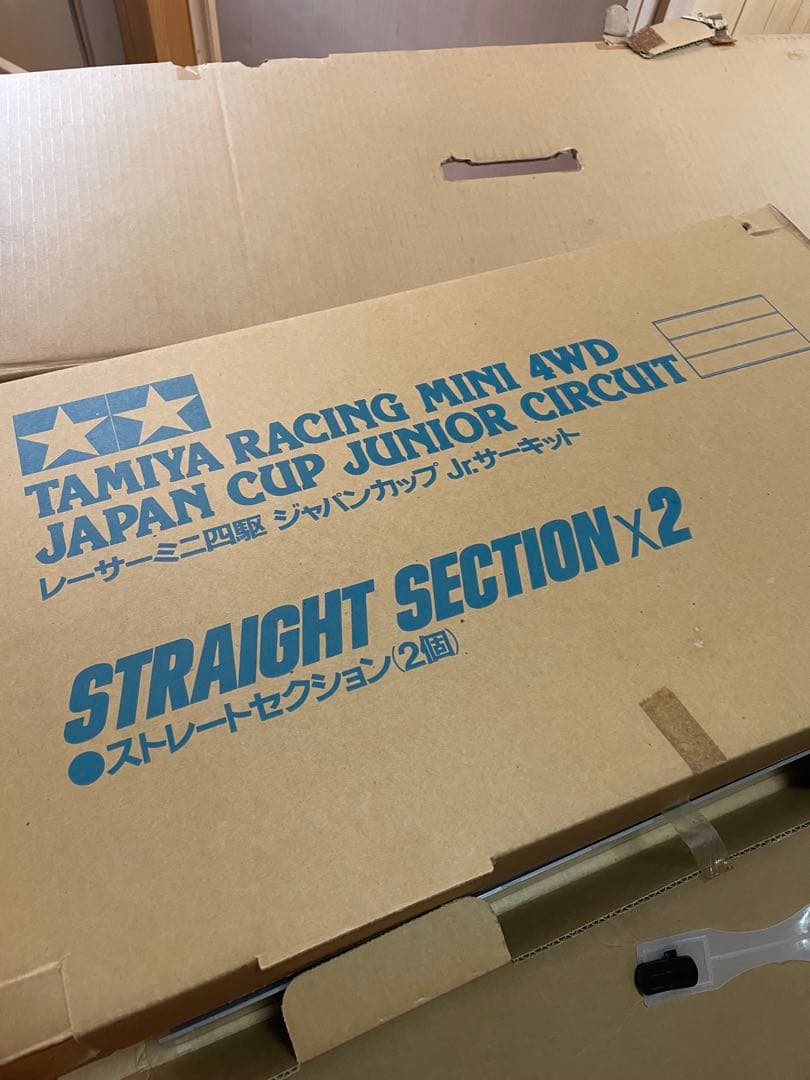 TAMIYA RACING MINI 4WD
JAPAN CUP JUNIOR CIRCUIT
レーサーミニ四駆 ジャパンカップ Jr.サーキット
STRAIGHT SECTION×2
●ストレートセクション(2個)